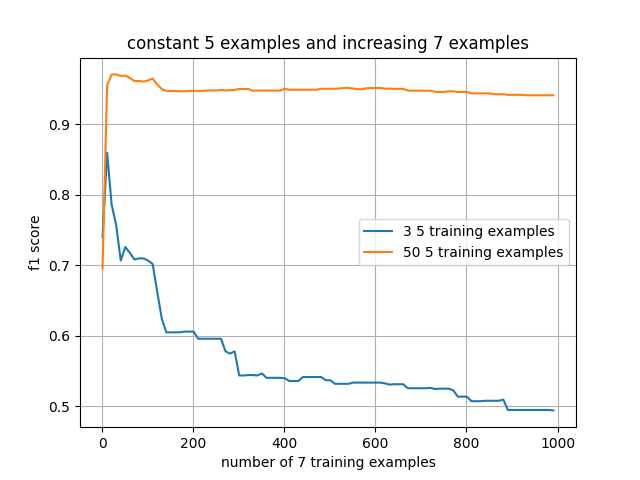 constant 5 examples and increasing 7 examples
f1 score
0.9
0.8
0.7
0.6
0.5
3 5 training examples
50 5 training examples
0 200 400 600 800 1000
number of 7 training examples